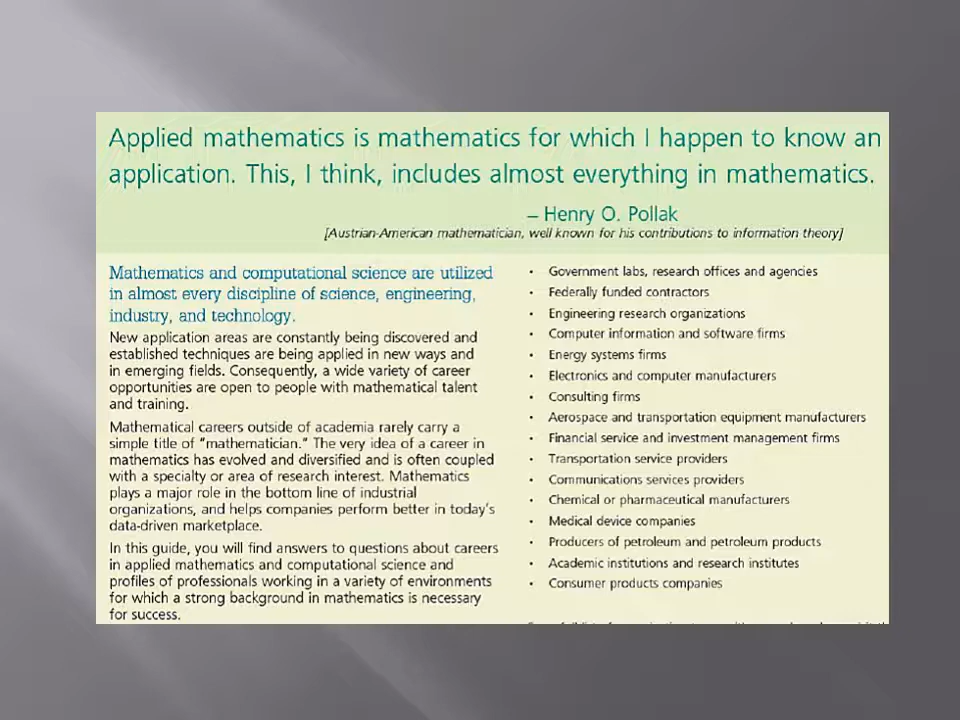 Applied mathematics is mathematics for which I happen to know an
application. This, I think, includes almost everything in mathematics.
– Henry O. Pollak
[Austrian-American mathematician, well known for his contributions to information theory]
Mathematics and computational science are utilized
in almost every discipline of science, engineering,
industry, and technology.
New application areas are constantly being discovered and
established techniques are being applied in new ways and
in emerging fields. Consequently, a wide variety of career
opportunities are open to people with mathematical talent
and training.
Mathematical careers outside of academia rarely carry a
simple title of “mathematician.” The very idea of a career in
mathematics has evolved and diversified and is often coupled
with a specialty or area of research interest. Mathematics
plays a major role in the bottom line of industrial
organizations, and helps companies perform better in today’s
data-driven marketplace.
In this guide, you will find answers to questions about careers
in applied mathematics and computational science and
profiles of professionals working in a variety of environments
for which a strong background in mathematics is necessary
for success.
• Government labs, research offices and agencies
• Federally funded contractors
• Engineering research organizations
• Computer information and software firms
• Energy systems firms
• Electronics and computer manufacturers
• Consulting firms
• Aerospace and transportation equipment manufacturers
• Financial service and investment management firms
• Transportation service providers
• Communications services providers
• Chemical or pharmaceutical manufacturers
• Medical device companies
• Producers of petroleum and petroleum products
• Academic institutions and research institutes
• Consumer products companies